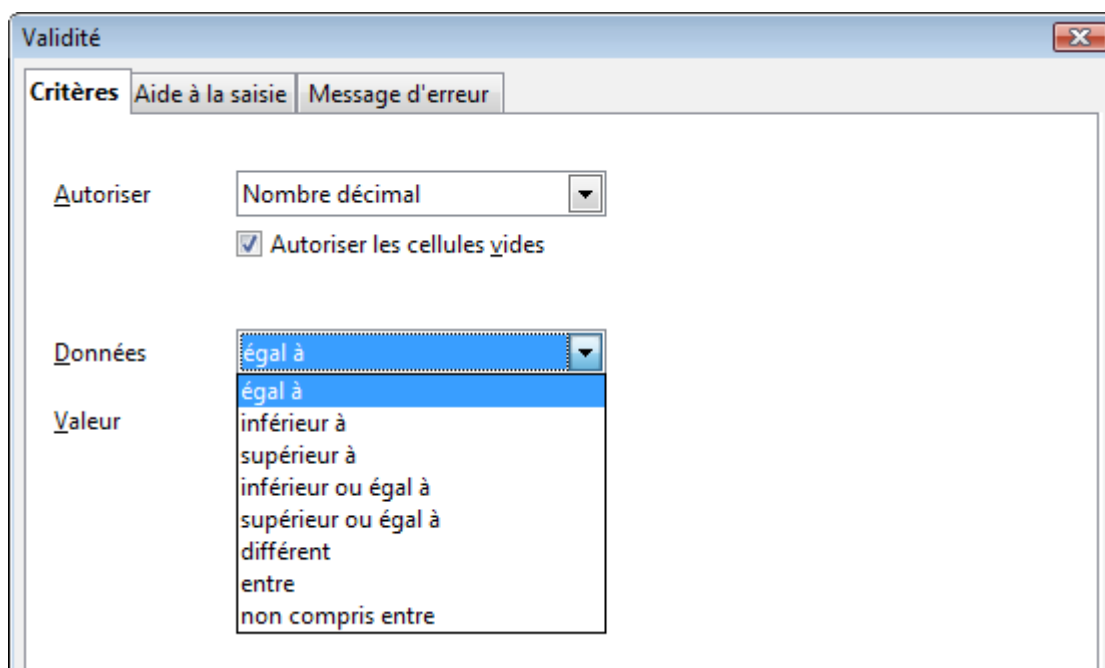 Validité
Critères Aide à la saisie Message d'erreur
Autoriser Nombre décimal
Autoriser les cellules vides
Données égal à
égal à
Valeur
inférieur à
supérieur à
inférieur ou égal à
supérieur ou égal à
différent
entre
non compris entre